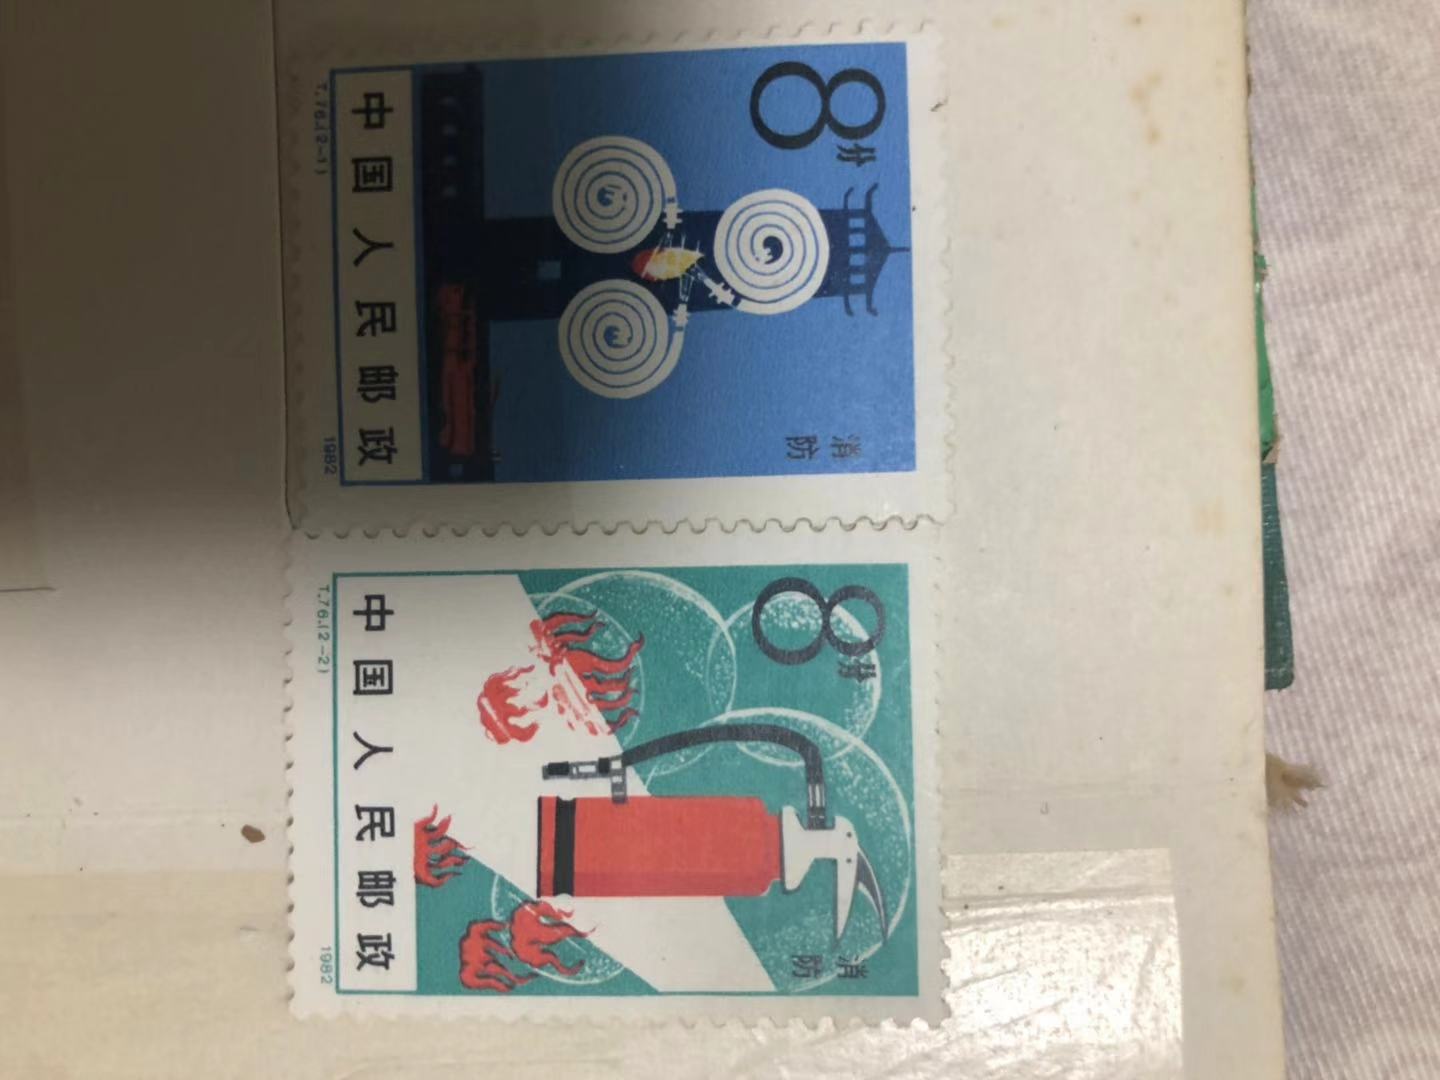 8分
消
防
中国人民邮政
T.76.(2-1)
1982
8分
消
防
中国人民邮政
T.76.(2-2)
1982